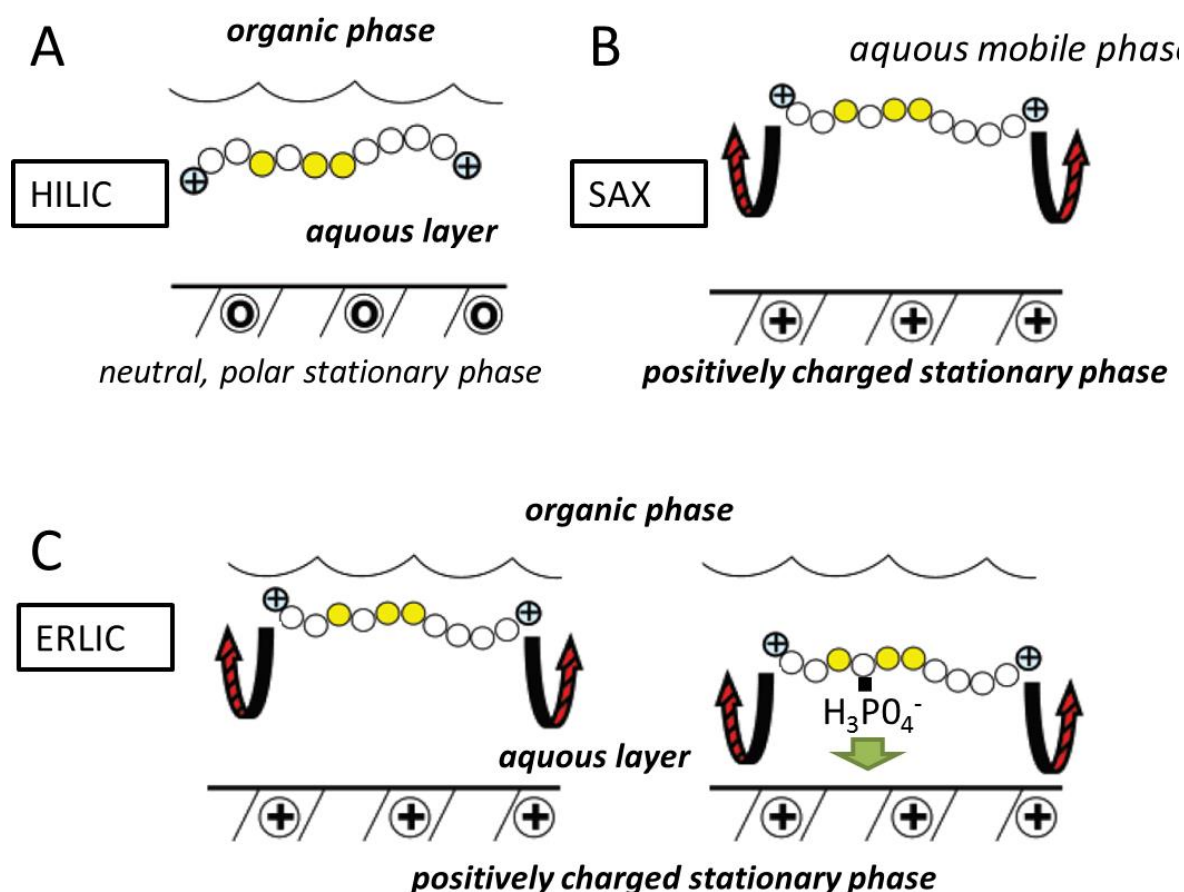 A
organic phase
HILIC
aquous layer
O O O
neutral, polar stationary phase
B
aquous mobile phase
+ +
SAX
+ + +
positively charged stationary phase
organic phase
C
ERLIC
+ +
+ +
H3P04-
aquous layer
+ + + + + +
positively charged stationary phase